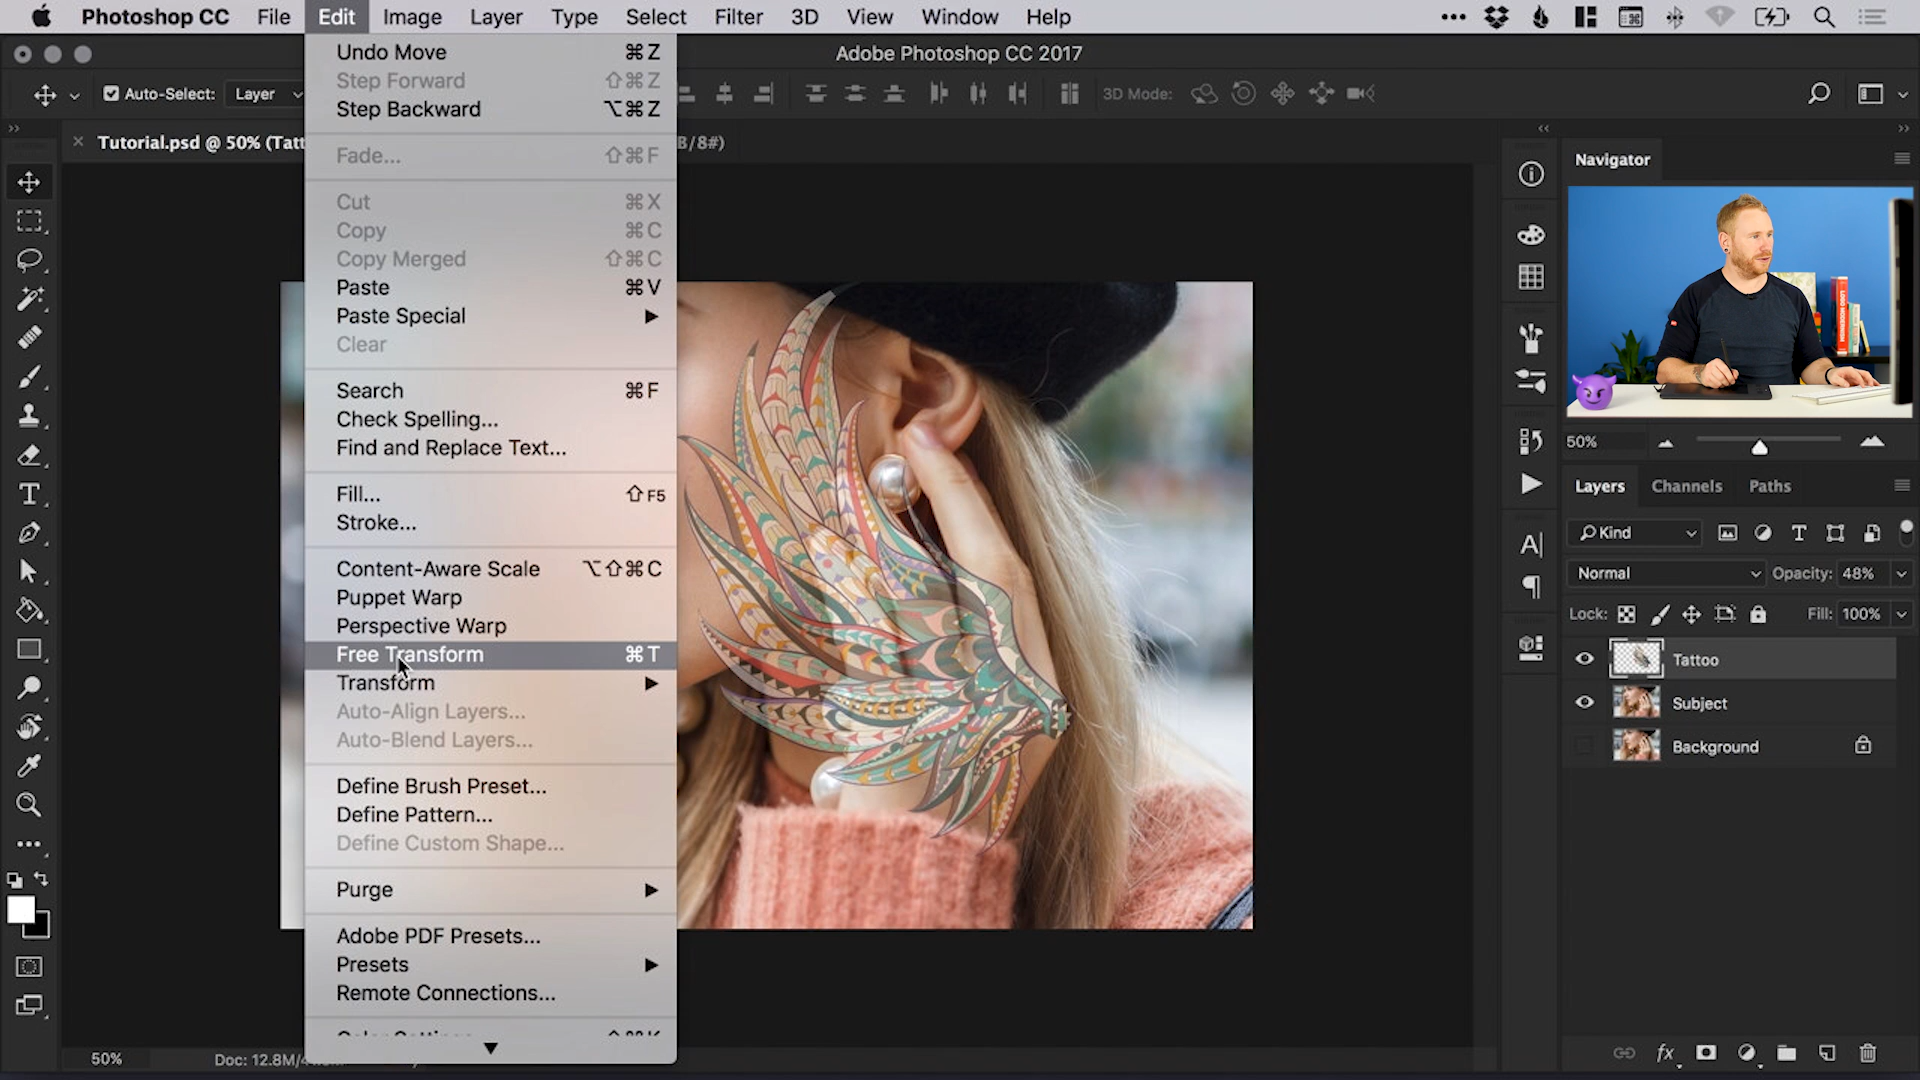 Photoshop CC File Edit Image Layer Type Select Filter 3D View Window Help
Adobe Photoshop CC 2017
Auto-Select: Layer
3D Mode:
Tutorial.psd @ 50% (Tatt
B/8#)
Undo Move ⌘Z
Step Forward ⇧⌘Z
Step Backward ⌥⌘Z
Fade... ⇧⌘F
Cut ⌘X
Copy ⌘C
Copy Merged ⇧⌘C
Paste ⌘V
Paste Special
Clear
Search ⌘F
Check Spelling...
Find and Replace Text...
Fill... ⇧F5
Stroke...
Content-Aware Scale ⌥⇧⌘C
Puppet Warp
Perspective Warp
Free Transform ⌘T
Transform
Auto-Align Layers...
Auto-Blend Layers...
Define Brush Preset...
Define Pattern...
Define Custom Shape...
Purge
Adobe PDF Presets...
Presets
Remote Connections...
50%
Navigator
50%
Layers Channels Paths
Kind
Normal Opacity: 48%
Lock: Fill: 100%
Tattoo
Subject
Background
fx